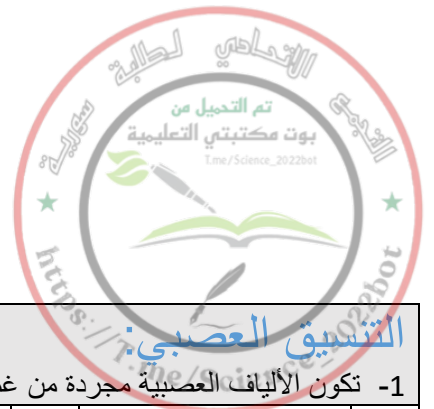 التجمع الإتحادي لطلبة سورية
تم التحميل من
بوت مكتبتي التعليمية
T.me/Science_2022bot
https://T.me/Science_2022bot
التنسيق العصبي:
1- تكون الألياف العصبية مجردة من